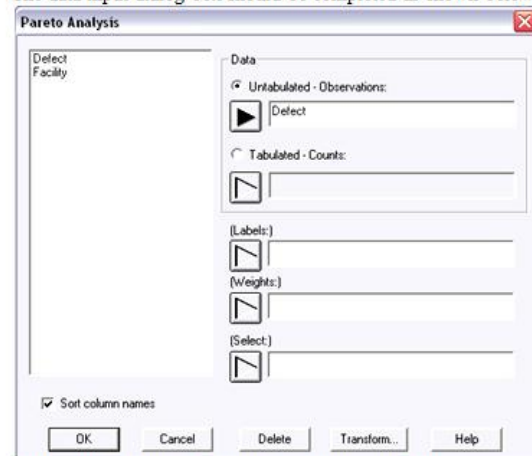 Pareto Analysis
Defect
Facility
Data
Untabulated - Observations:
Defect
Tabulated - Counts:
(Labels:)
(Weights:)
(Select:)
Sort column names
OK
Cancel
Delete
Transform...
Help